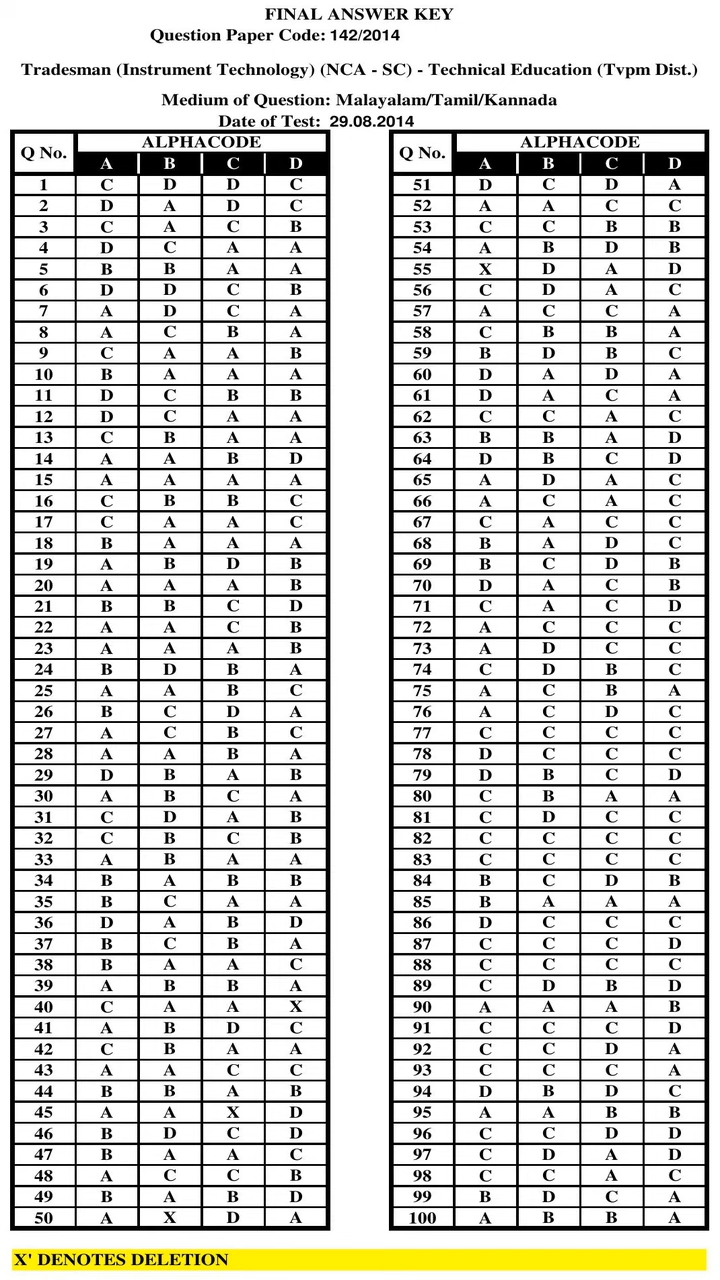 FINAL ANSWER KEY
Question Paper Code: 142/2014
Tradesman (Instrument Technology) (NCA - SC) - Technical Education (Tvpm Dist.)
Medium of Question: Malayalam/Tamil/Kannada
Date of Test: 29.08.2014
Q No. ALPHACODE
A B C D
1 C D D C
2 D A D C
3 C A C B
4 D C A A
5 B B A A
6 D D C B
7 A D C A
8 A C B A
9 C A A B
10 B A A A
11 D C B B
12 D C A A
13 C B A A
14 A A B D
15 A A A A
16 C B B C
17 C A A C
18 B A A A
19 A B D B
20 A A A B
21 B B C D
22 A A C B
23 A A A B
24 B D B A
25 A A B C
26 B C D A
27 A C B C
28 A A B A
29 D B A B
30 A B C A
31 C D A B
32 C B C B
33 A B A A
34 B A B B
35 B C A A
36 D A B D
37 B C B A
38 B A A C
39 A B B A
40 C A A X
41 A B D C
42 C B A A
43 A A C C
44 B B A B
45 A A X D
46 B D C D
47 B A A C
48 A C C B
49 B A B D
50 A X D A
Q No. ALPHACODE
A B C D
51 D C D A
52 A A C C
53 C C B B
54 A B D B
55 X D A D
56 C D A C
57 A C C A
58 C B B A
59 B D B C
60 D A D A
61 D A C A
62 C C A C
63 B B A D
64 D B C D
65 A D A C
66 A C A C
67 C A C C
68 B A D C
69 B C D B
70 D A C B
71 C A C D
72 A C C C
73 A D C C
74 C D B C
75 A C B A
76 A C D C
77 C C C C
78 D C C C
79 D B C D
80 C B A A
81 C D C C
82 C C C C
83 C C C C
84 B C D B
85 B A A A
86 D C C C
87 C C C D
88 C C C C
89 C D B D
90 A A A B
91 C C C D
92 C C D A
93 C C C A
94 D B D C
95 A A B B
96 C C D D
97 C D A D
98 C C A C
99 B D C A
100 A B B A
X' DENOTES DELETION